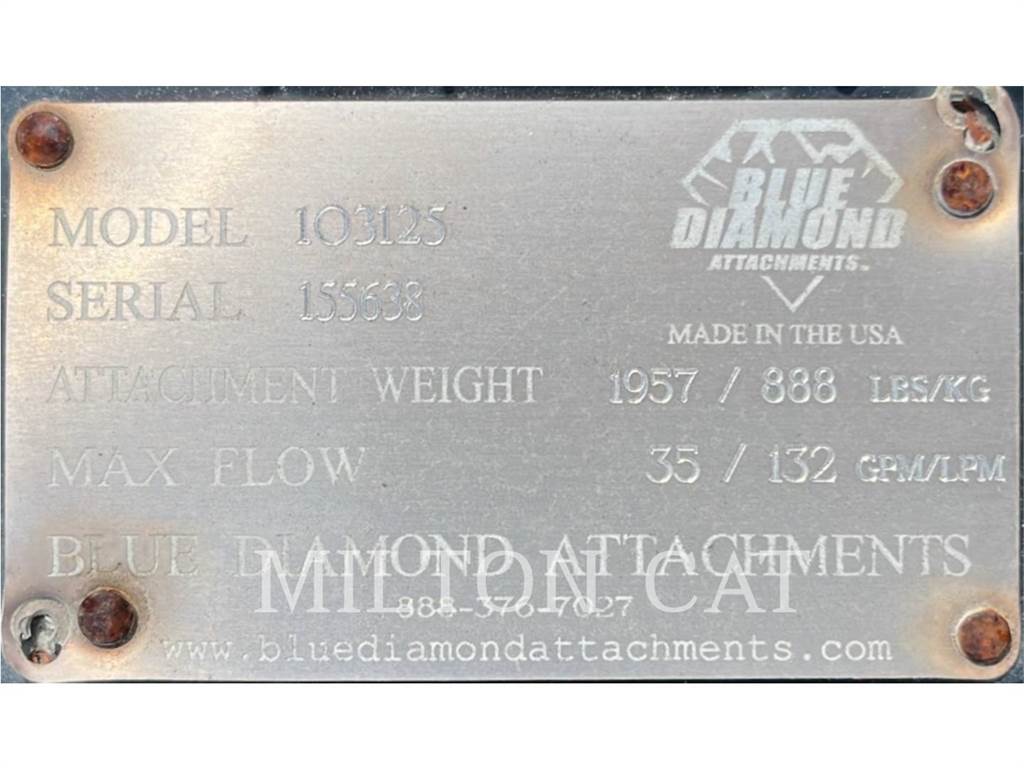 BLUE
DIAMOND
ATTACHMENTS™
MADE IN THE USA
MODEL 103125
SERIAL 155638
ATTACHMENT WEIGHT 1957 / 888 LBS/KG
MAX FLOW 35 / 132 GPM/LPM
BLUE DIAMOND ATTACHMENTS
MILTON CAT
888-376-7027
www.bluediamondattachments.com